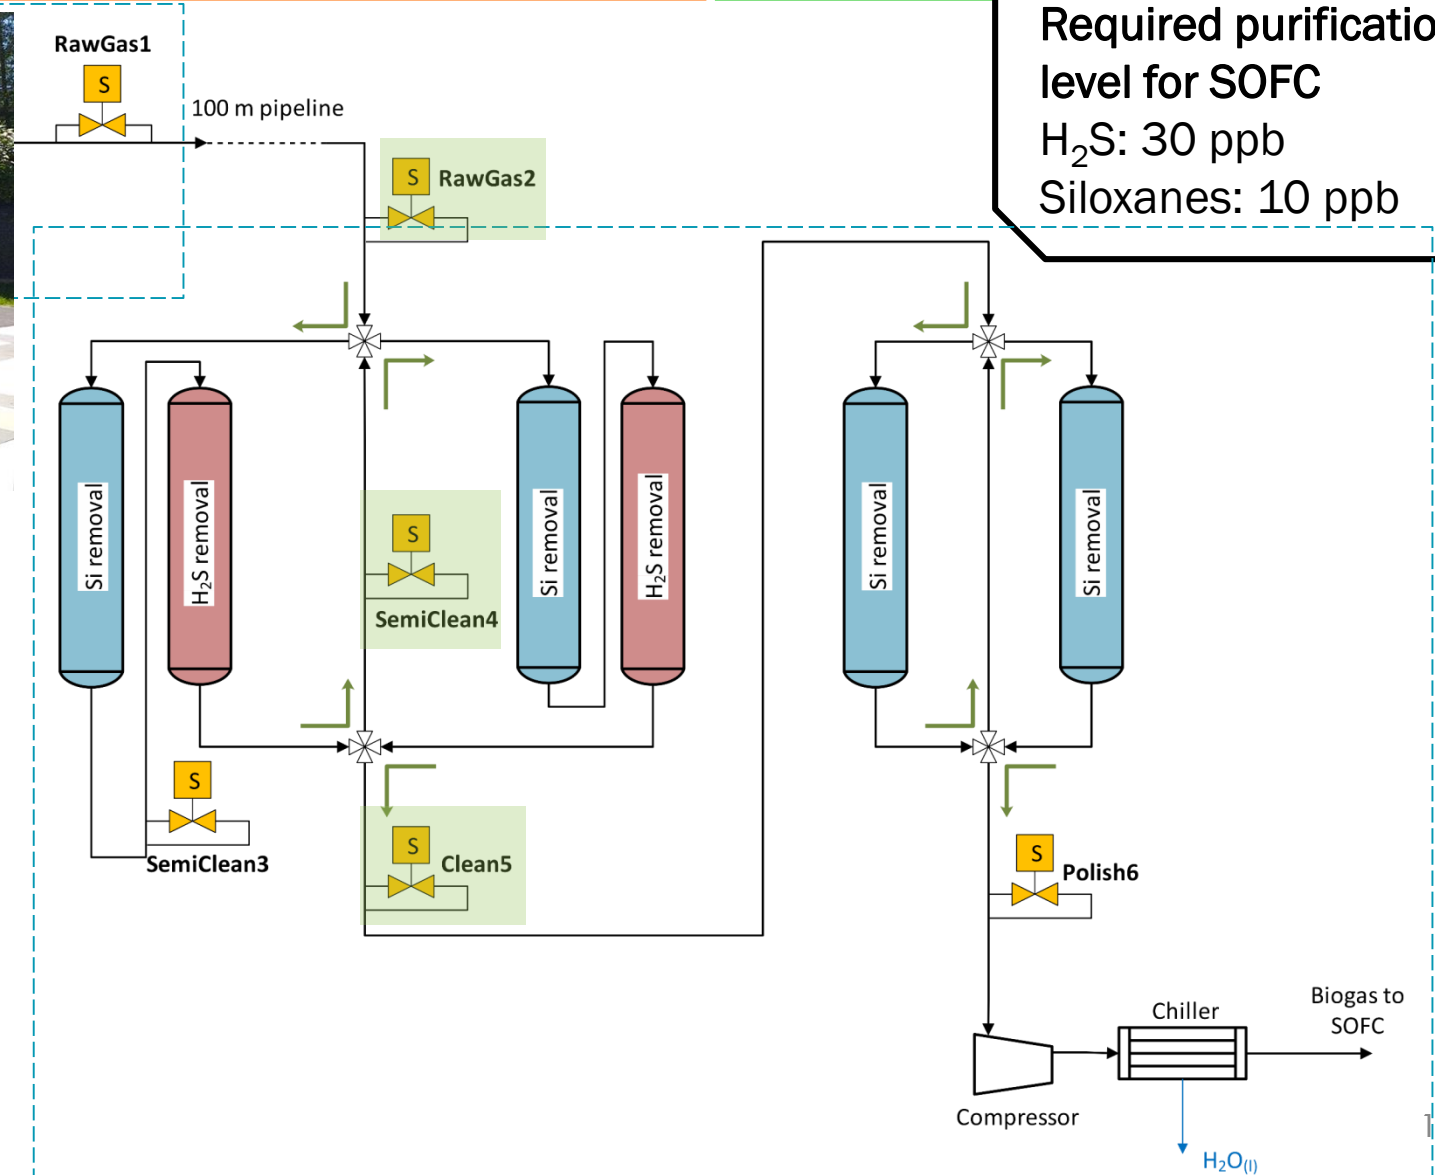 Required purificatio
level for SOFC
H₂S: 30 ppb
Siloxanes: 10 ppb
RawGas1
S
100 m pipeline
S
RawGas2
Si removal
H₂S removal
S
SemiClean4
Si removal
H₂S removal
Si removal
Si removal
S
SemiClean3
S
Clean5
S
Polish6
Compressor
Chiller
Biogas to
SOFC
H₂O(l)